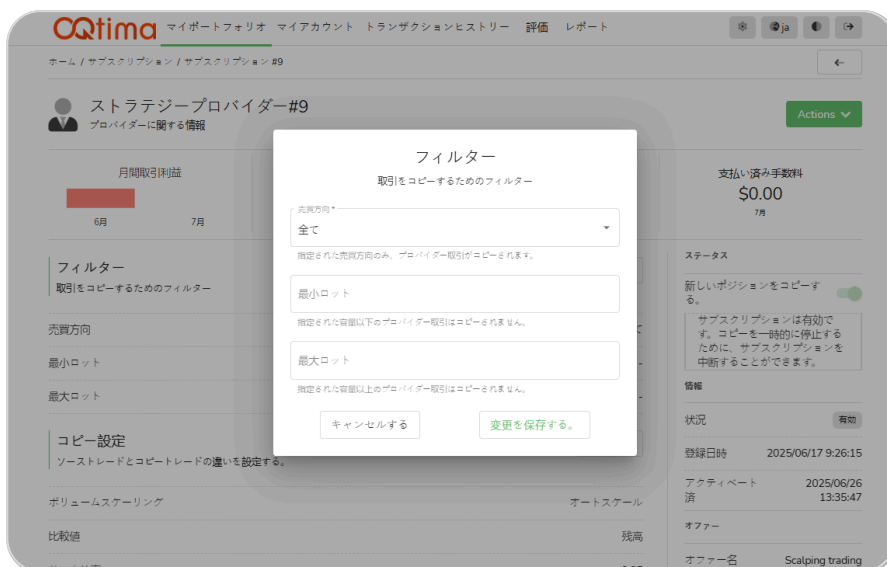 OQtima マイポートフォリオ マイアカウント トランザクションヒストリー 評価 レポート ja
ホーム / サブスクリプション / サブスクリプション #9
ストラテジープロバイダー#9
プロバイダーに関する情報
Actions
月間取引利益
6月 7月
支払い済み手数料
$0.00
7月
フィルター
取引をコピーするためのフィルター
売買方向 *
全て
指定された売買方向のみ、プロバイダー取引がコピーされます。
最小ロット
指定された容量以下のプロバイダー取引はコピーされません。
最大ロット
指定された容量以上のプロバイダー取引はコピーされません。
キャンセルする 変更を保存する。
フィルター
取引をコピーするためのフィルター
売買方向
最小ロット -
最大ロット -
コピー設定
ソーストレードとコピートレードの違いを設定する。
ボリュームスケーリング オートスケール
比較値 残高
ステータス
新しいポジションをコピーす
る。
サブスクリプションは有効で
す。コピーを一時的に停止する
ために、サブスクリプションを
中断することができます。
情報
状況 有効
登録日時 2025/06/17 9:26:15
アクティベート 2025/06/26
済 13:35:47
オファー
オファー名 Scalping trading